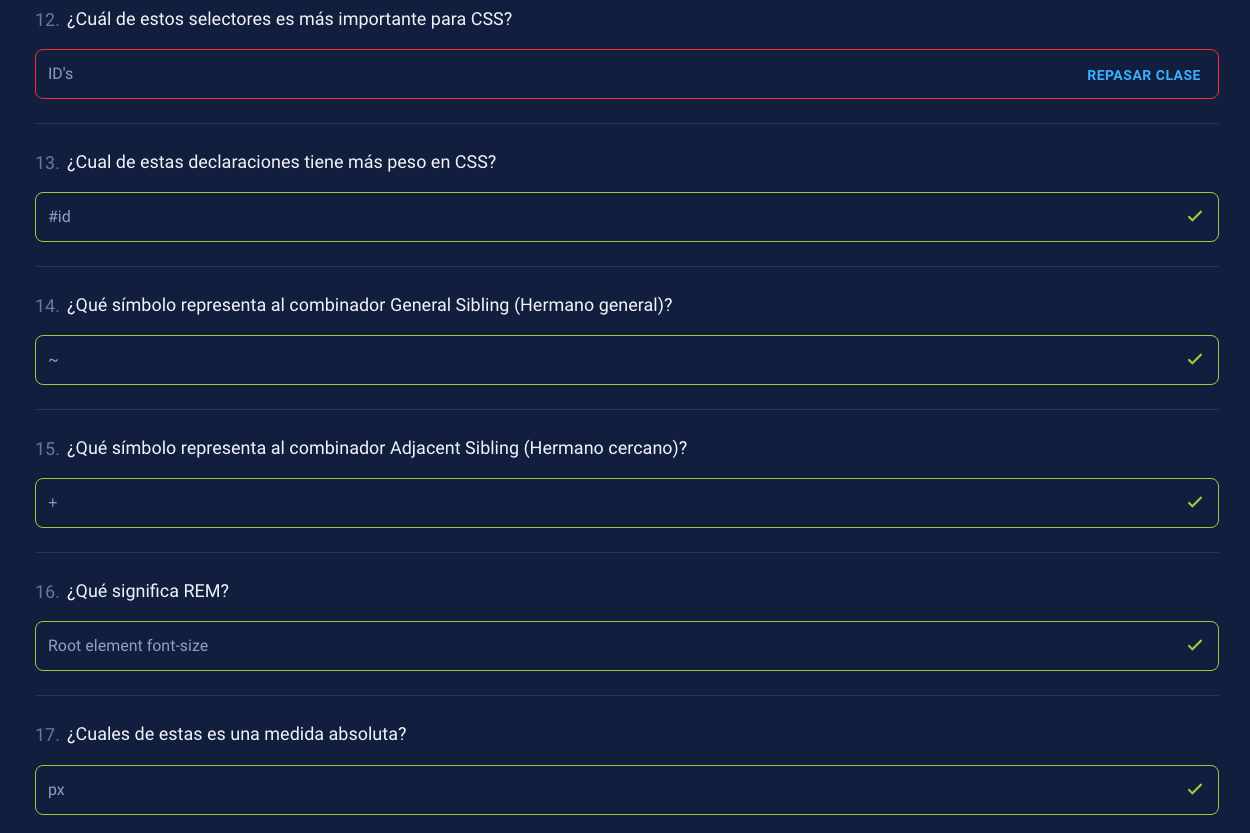 12. ¿Cuál de estos selectores es más importante para CSS?
ID's
REPASAR CLASE
13. ¿Cual de estas declaraciones tiene más peso en CSS?
#id
14. ¿Qué símbolo representa al combinador General Sibling (Hermano general)?
~
15. ¿Qué símbolo representa al combinador Adjacent Sibling (Hermano cercano)?
+
16. ¿Qué significa REM?
Root element font-size
17. ¿Cuales de estas es una medida absoluta?
px